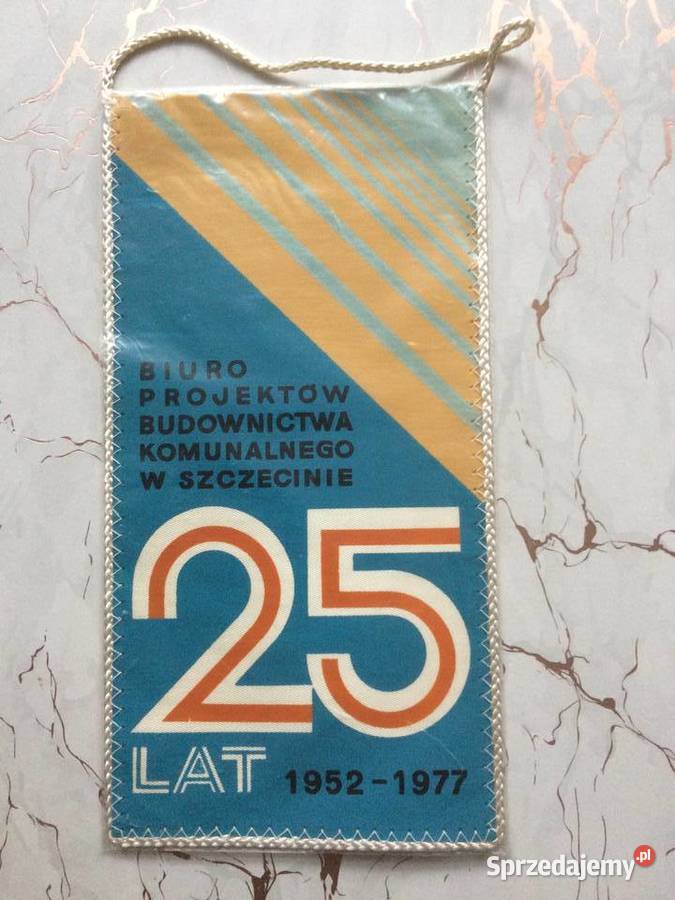 BIURO
PROJEKTÓW
BUDOWNICTWA
KOMUNALNEGO
W SZCZECINIE
25
LAT 1952-1977
Sprzedajemy.pl